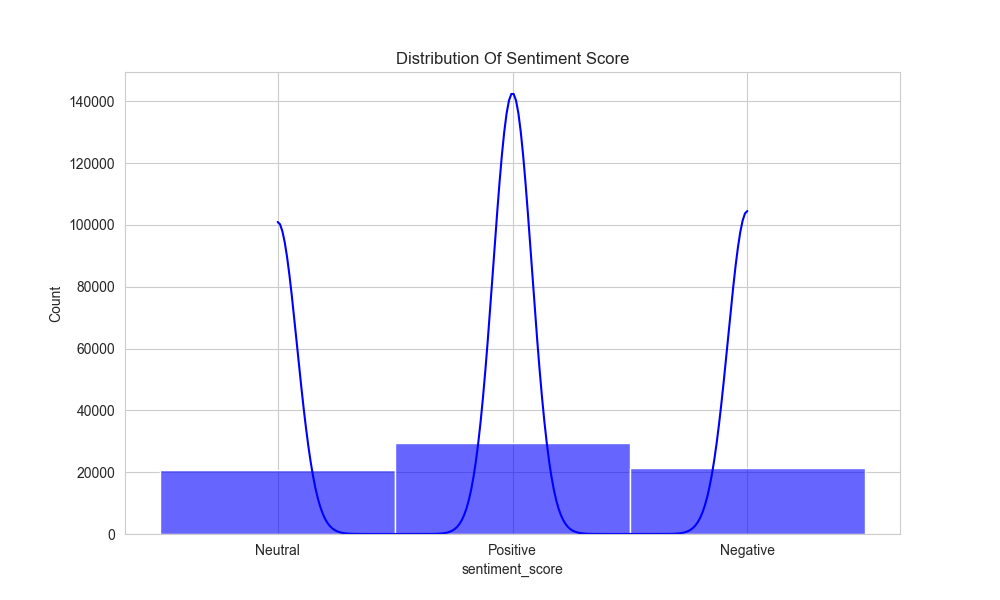 Distribution Of Sentiment Score
140000
120000
100000
80000
60000
40000
20000
0
Count
Neutral Positive Negative
sentiment_score